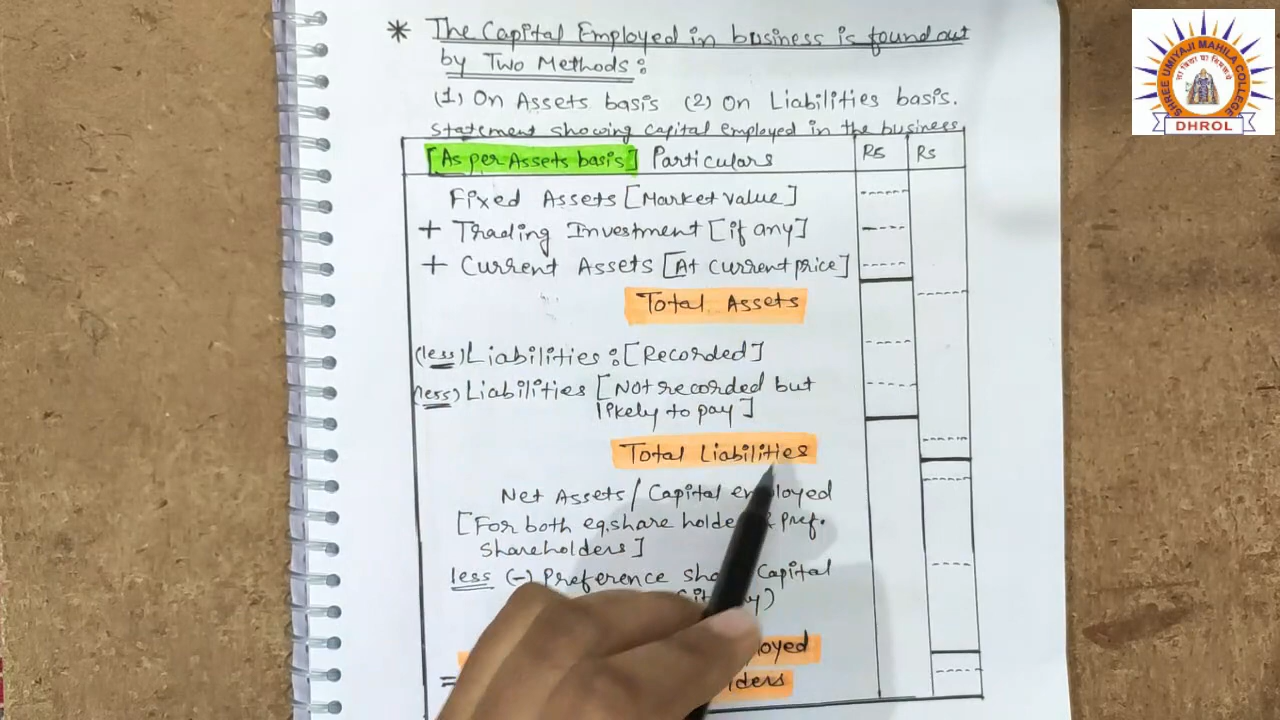 * The Capital Employed in business is found out
by Two Methods:
(1) On Assets basis (2) On Liabilities basis.
Statement showing capital employed in the business
[As per Assets basis] Particulars Rs Rs
Fixed Assets [Market value]
+ Trading Investment [if any]
+ Current Assets [At current price]
Total Assets
(less) Liabilities: [Recorded]
(less) Liabilities [Not recorded but
likely to pay]
Total Liabilities
Net Assets / Capital employed
[For both eq. share holders & pref.
shareholders]
less (-) Preference share Capital
=
SHREE UMIYAJI MAHILA COLLEGE
DHROL